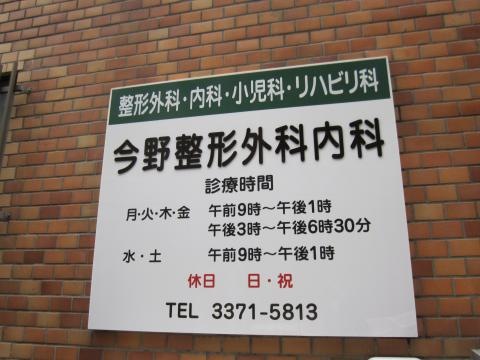 整形外科・内科・小児科・リハビリ科
今野整形外科内科
診療時間
月・火・木・金 午前9時～午後1時
午後3時～午後6時30分
水・土 午前9時～午後1時
休日 日・祝
TEL 3371-5813